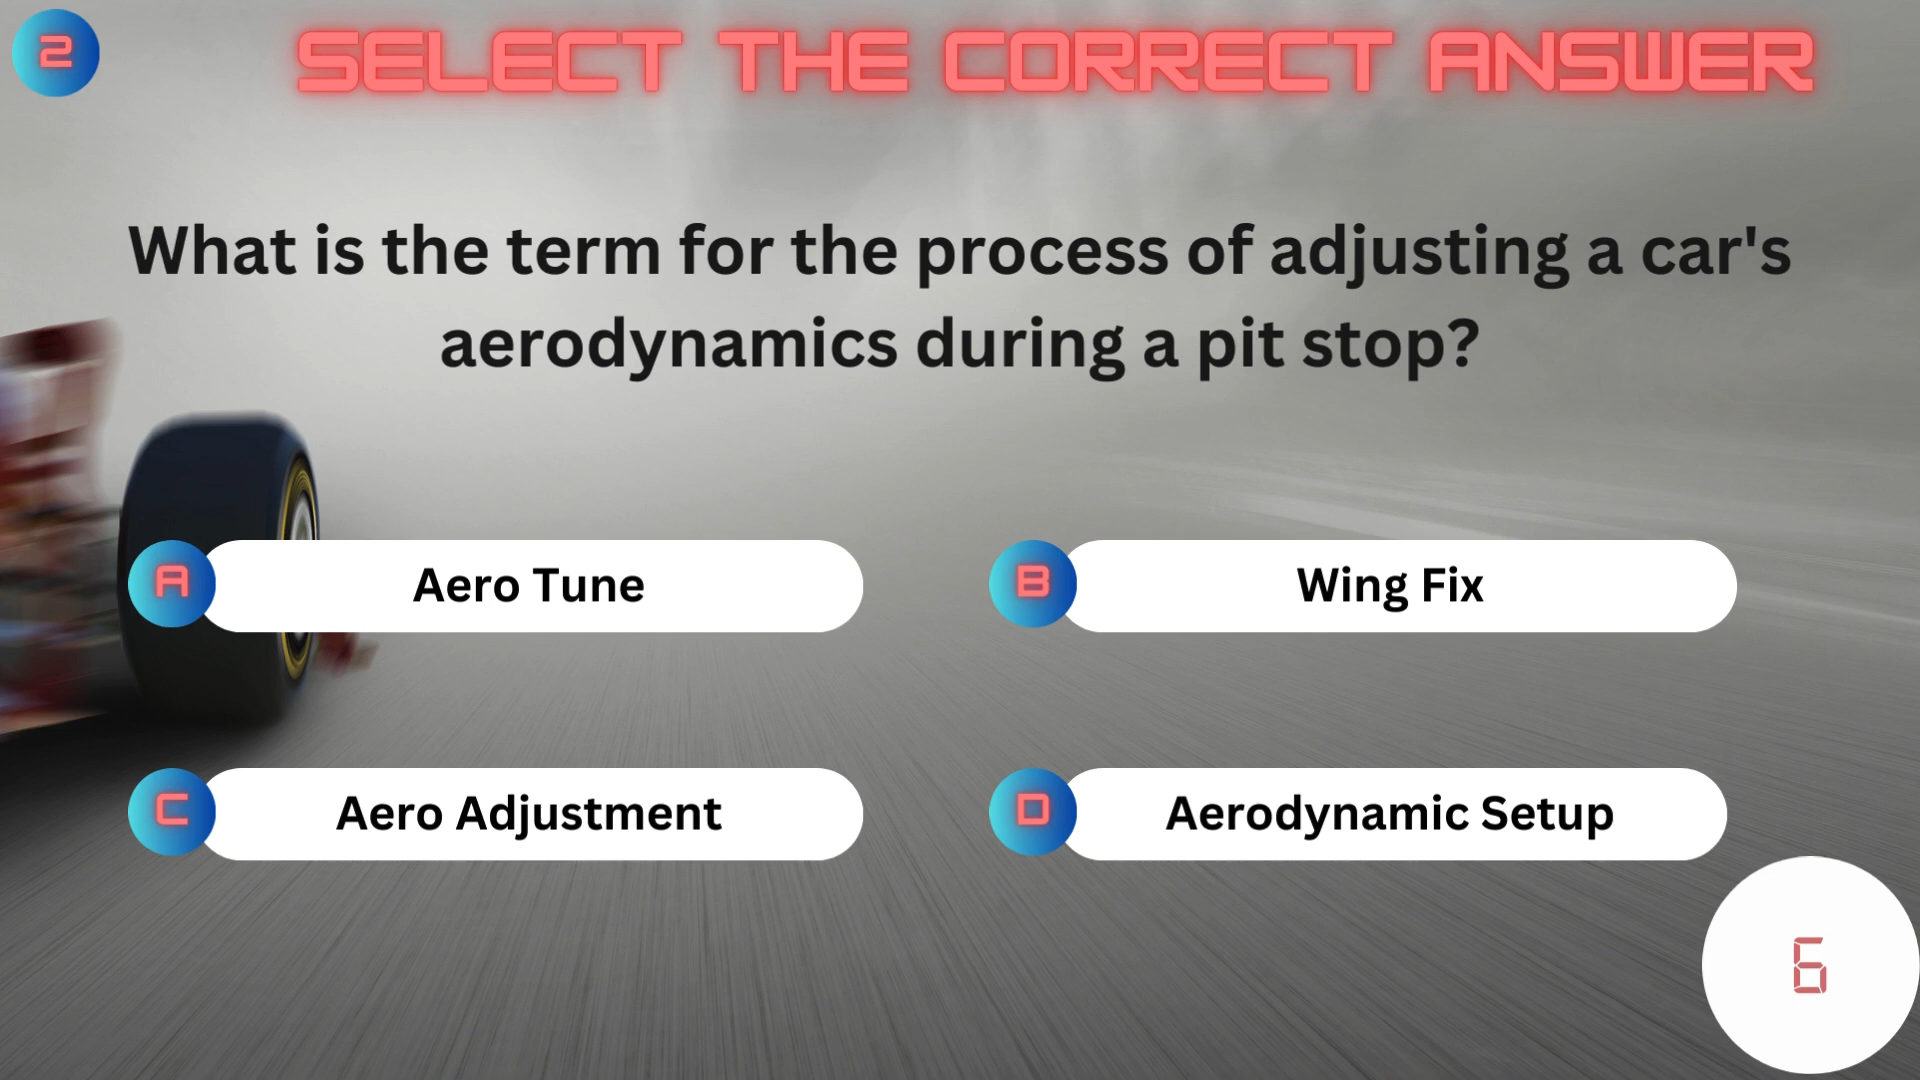 2
SELECT THE CORRECT ANSWER
What is the term for the process of adjusting a car's
aerodynamics during a pit stop?
A Aero Tune
B Wing Fix
C Aero Adjustment
D Aerodynamic Setup
6